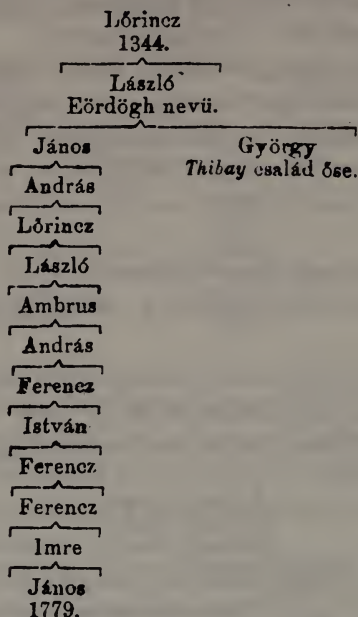 Lőrincz
1344.
László
Eördögh nevü.
János
György
Thibay család őse.
András
Lőrincz
László
Ambrus
András
Ferencz
István
Ferencz
Ferencz
Imre
János
1779.